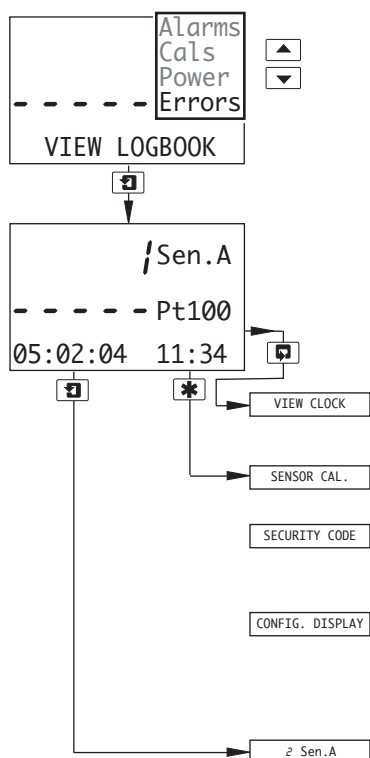 Alarms
Cals
Power
- - - - - Errors
VIEW LOGBOOK
1 Sen.A
- - - - - Pt100
05:02:04 11:34
VIEW CLOCK
SENSOR CAL.
SECURITY CODE
CONFIG. DISPLAY
2 Sen.A